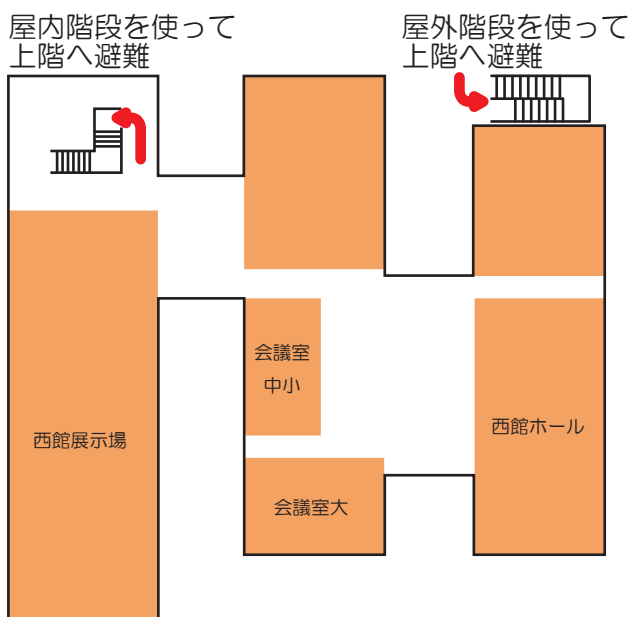 屋内階段を使って
上階へ避難
屋外階段を使って
上階へ避難
会議室
中小
西館展示場
西館ホール
会議室大